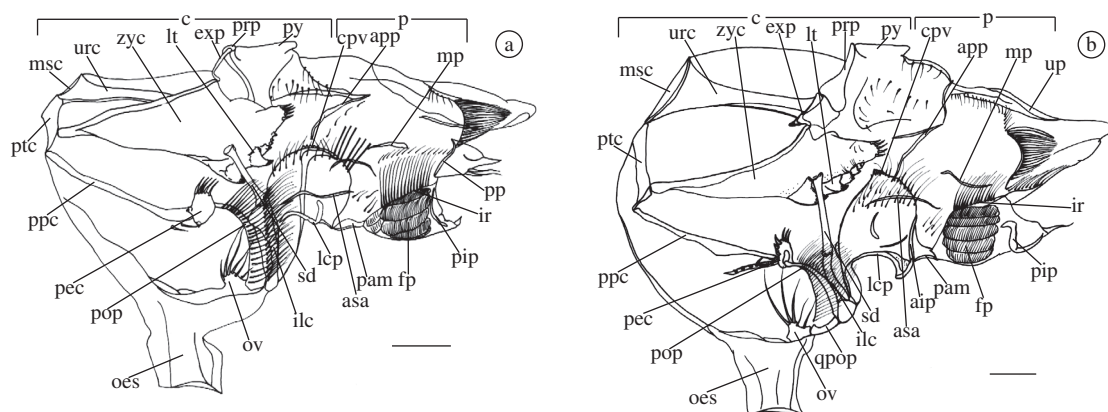 c p
prp
exp py
lt cpv app
zyc
urc mp
msc
a
ptc
ppc
pp
ir
pip
pec sd lcp pam fp
pop asa
ilc
ov
oes
c p
exp lt prp py
zyc cpv
urc app
msc mp
up
b
ptc
ir
ppc
pip
pec lcp aip pam fp
sd asa
pop ilc
qpop
oes ov